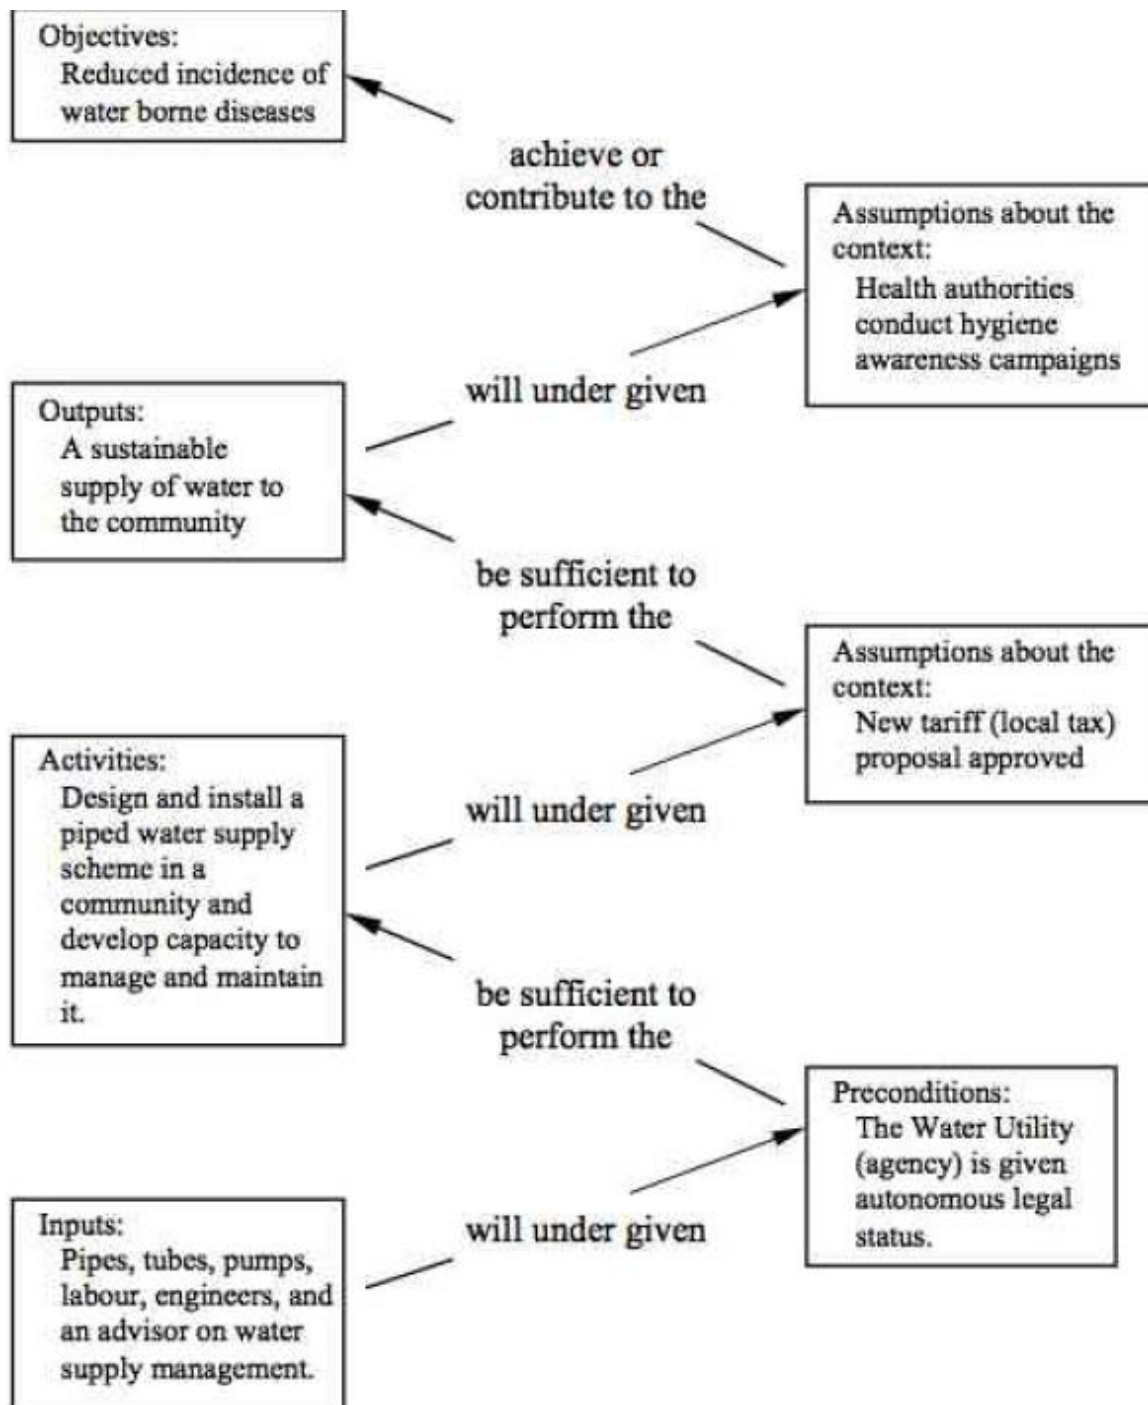 Objectives:
Reduced incidence of
water borne diseases
achieve or
contribute to the
Assumptions about the
context:
Health authorities
conduct hygiene
awareness campaigns
will under given
Outputs:
A sustainable
supply of water to
the community
be sufficient to
perform the
Assumptions about the
context:
New tariff (local tax)
proposal approved
will under given
Activities:
Design and install a
piped water supply
scheme in a
community and
develop capacity to
manage and maintain
it.
be sufficient to
perform the
Preconditions:
The Water Utility
(agency) is given
autonomous legal
status.
will under given
Inputs:
Pipes, tubes, pumps,
labour, engineers, and
an advisor on water
supply management.